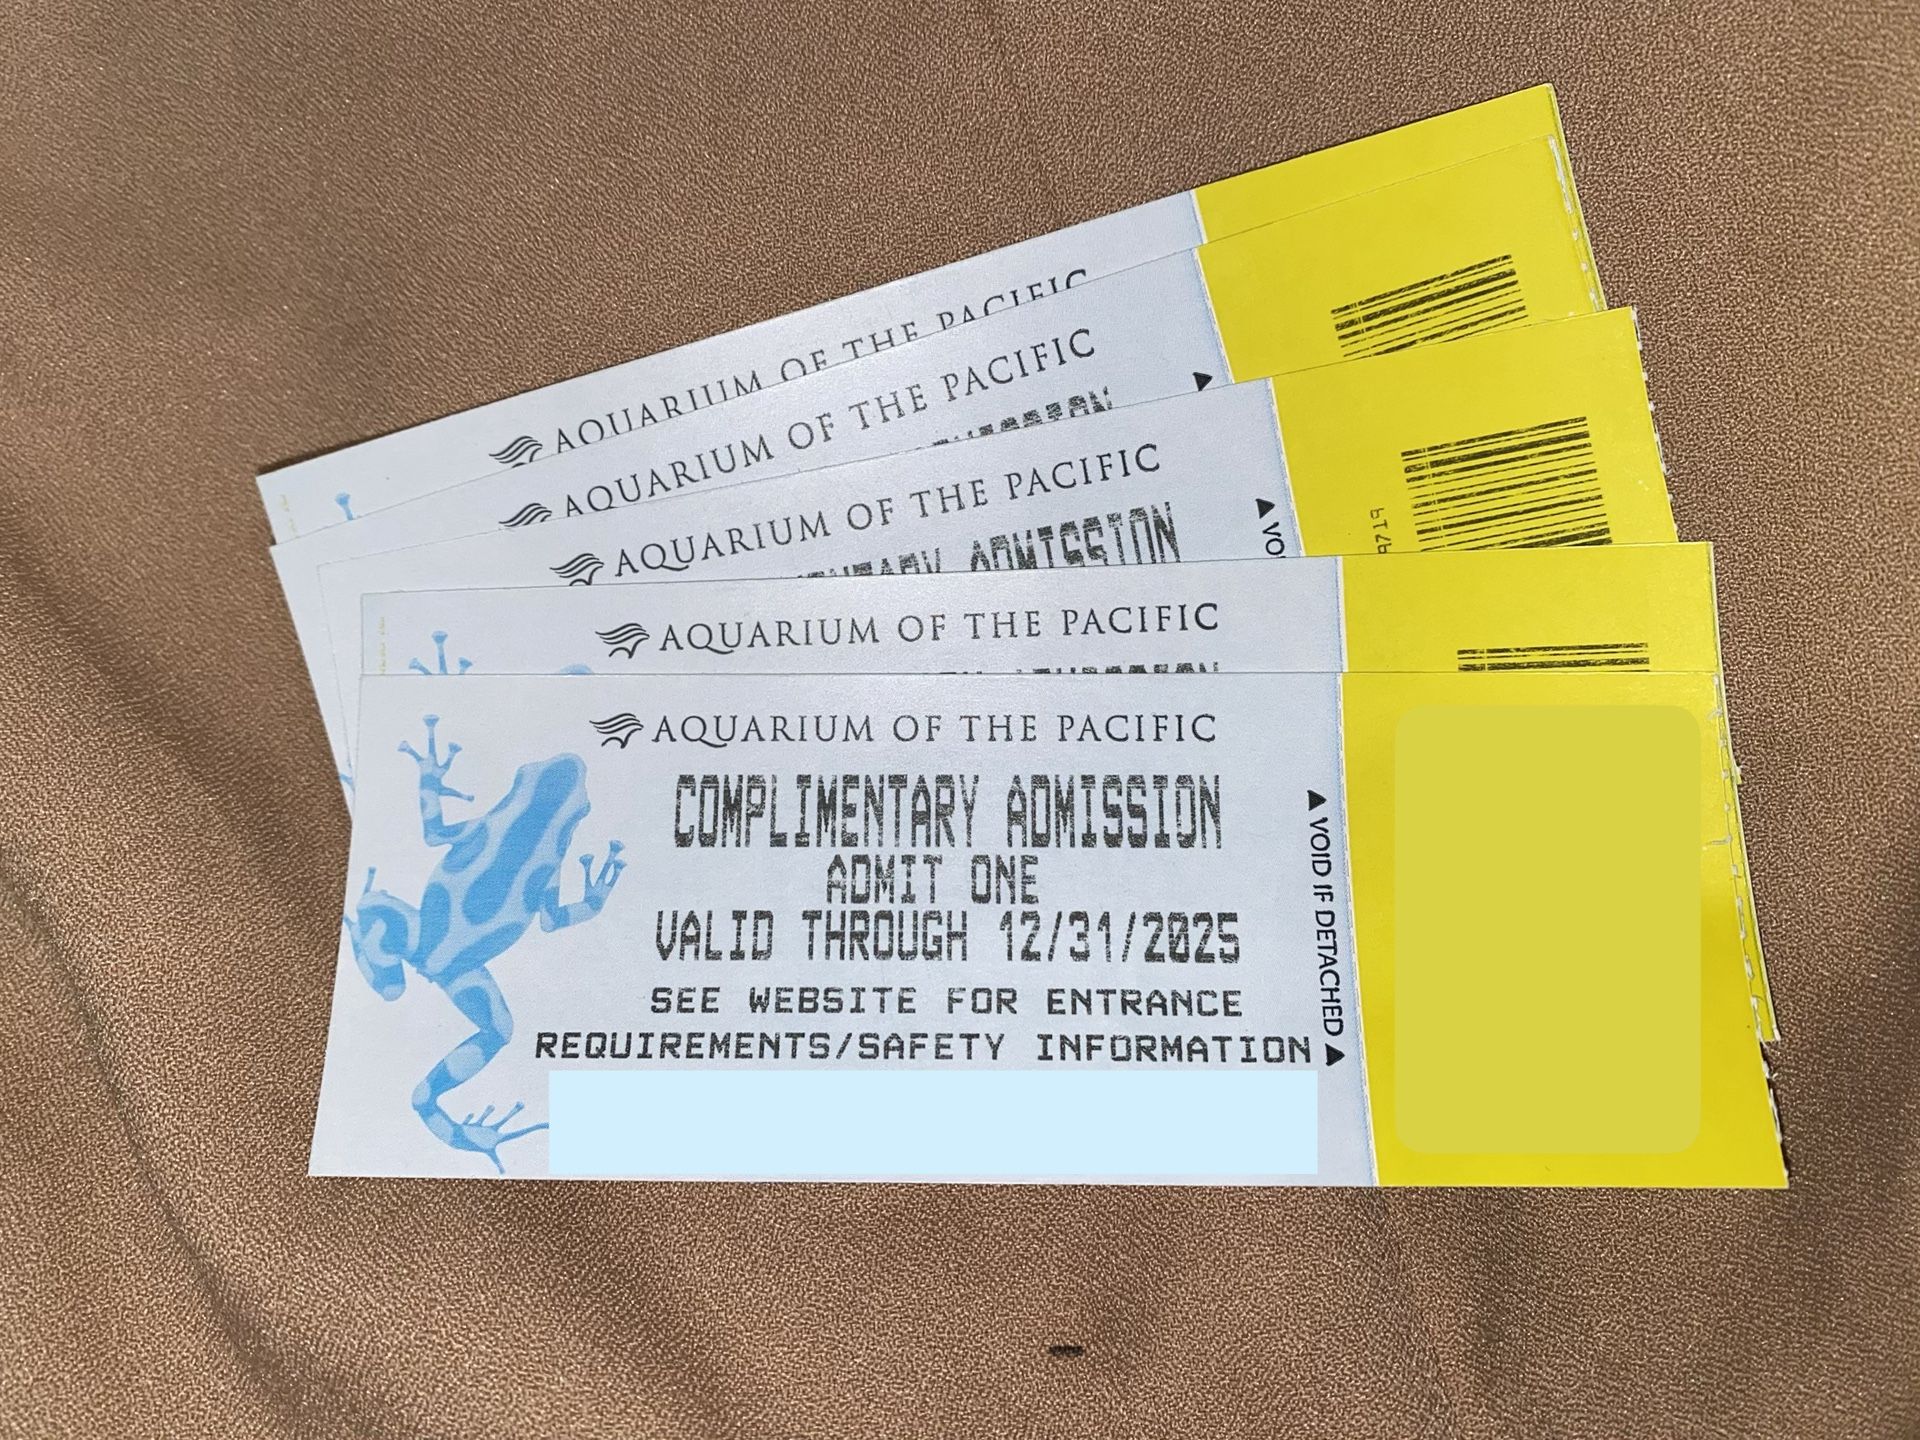 AQUARIUM OF THE PACIFIC
AQUARIUM OF THE PACIFIC
AQUARIUM OF THE PACIFIC
ADMISSION
AQUARIUM OF THE PACIFIC
AQUARIUM OF THE PACIFIC
COMPLIMENTARY ADMISSION
ADMIT ONE
VALID THROUGH 12/31/2025
SEE WEBSITE FOR ENTRANCE
REQUIREMENTS/SAFETY INFORMATION
▲ VOID IF DETACHED ▲